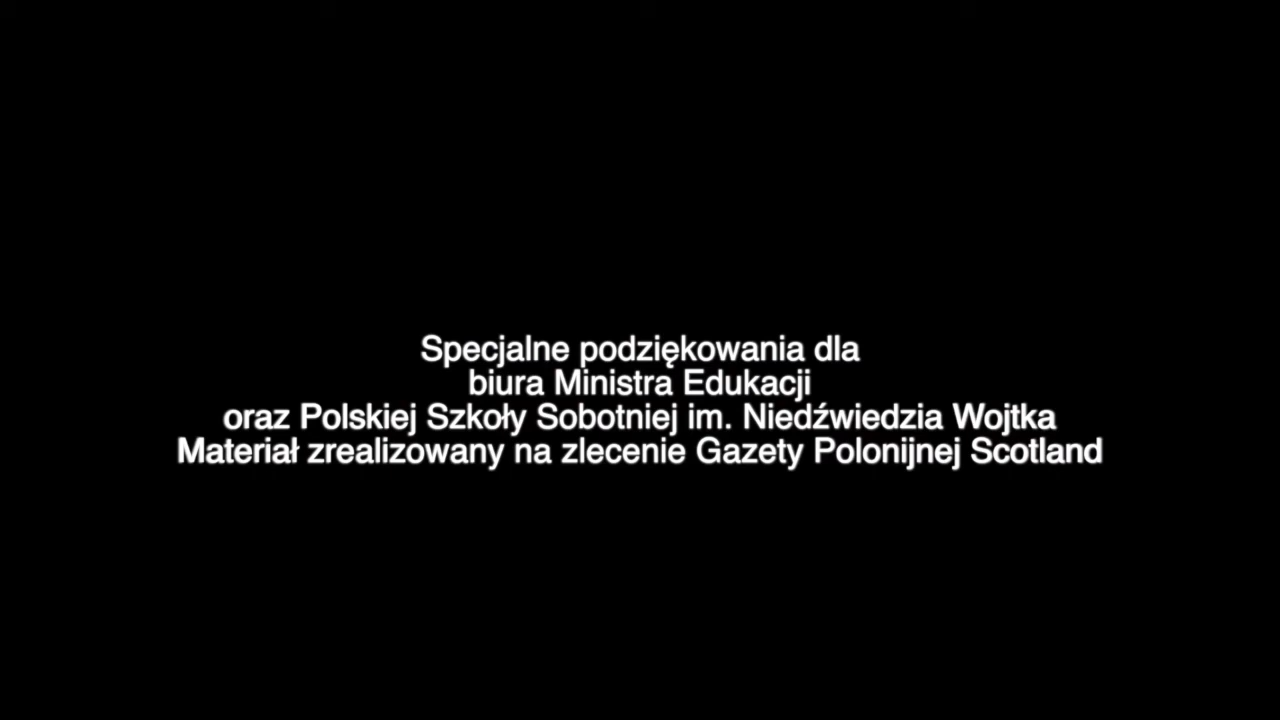 Specjalne podziękowania dla
biura Ministra Edukacji
oraz Polskiej Szkoły Sobotniej im. Niedźwiedzia Wojtka
Materiał zrealizowany na zlecenie Gazety Polonijnej Scotland